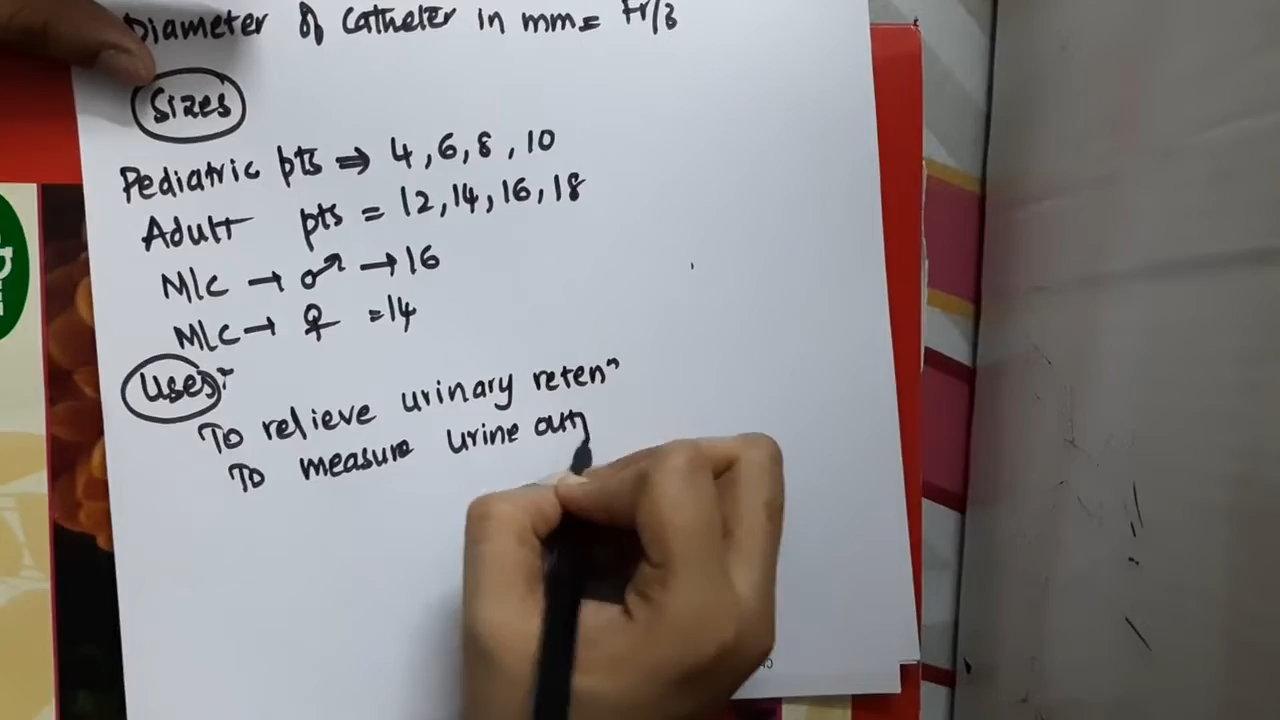 Diameter of catheter in mm = Fr/3
Sizes
Pediatric pts ⇒ 4, 6, 8, 10
Adult pts = 12, 14, 16, 18
M/c → ♂ → 16
M/c → ♀ = 14
Uses:-
To relieve urinary retenⁿ
To measure urine outp